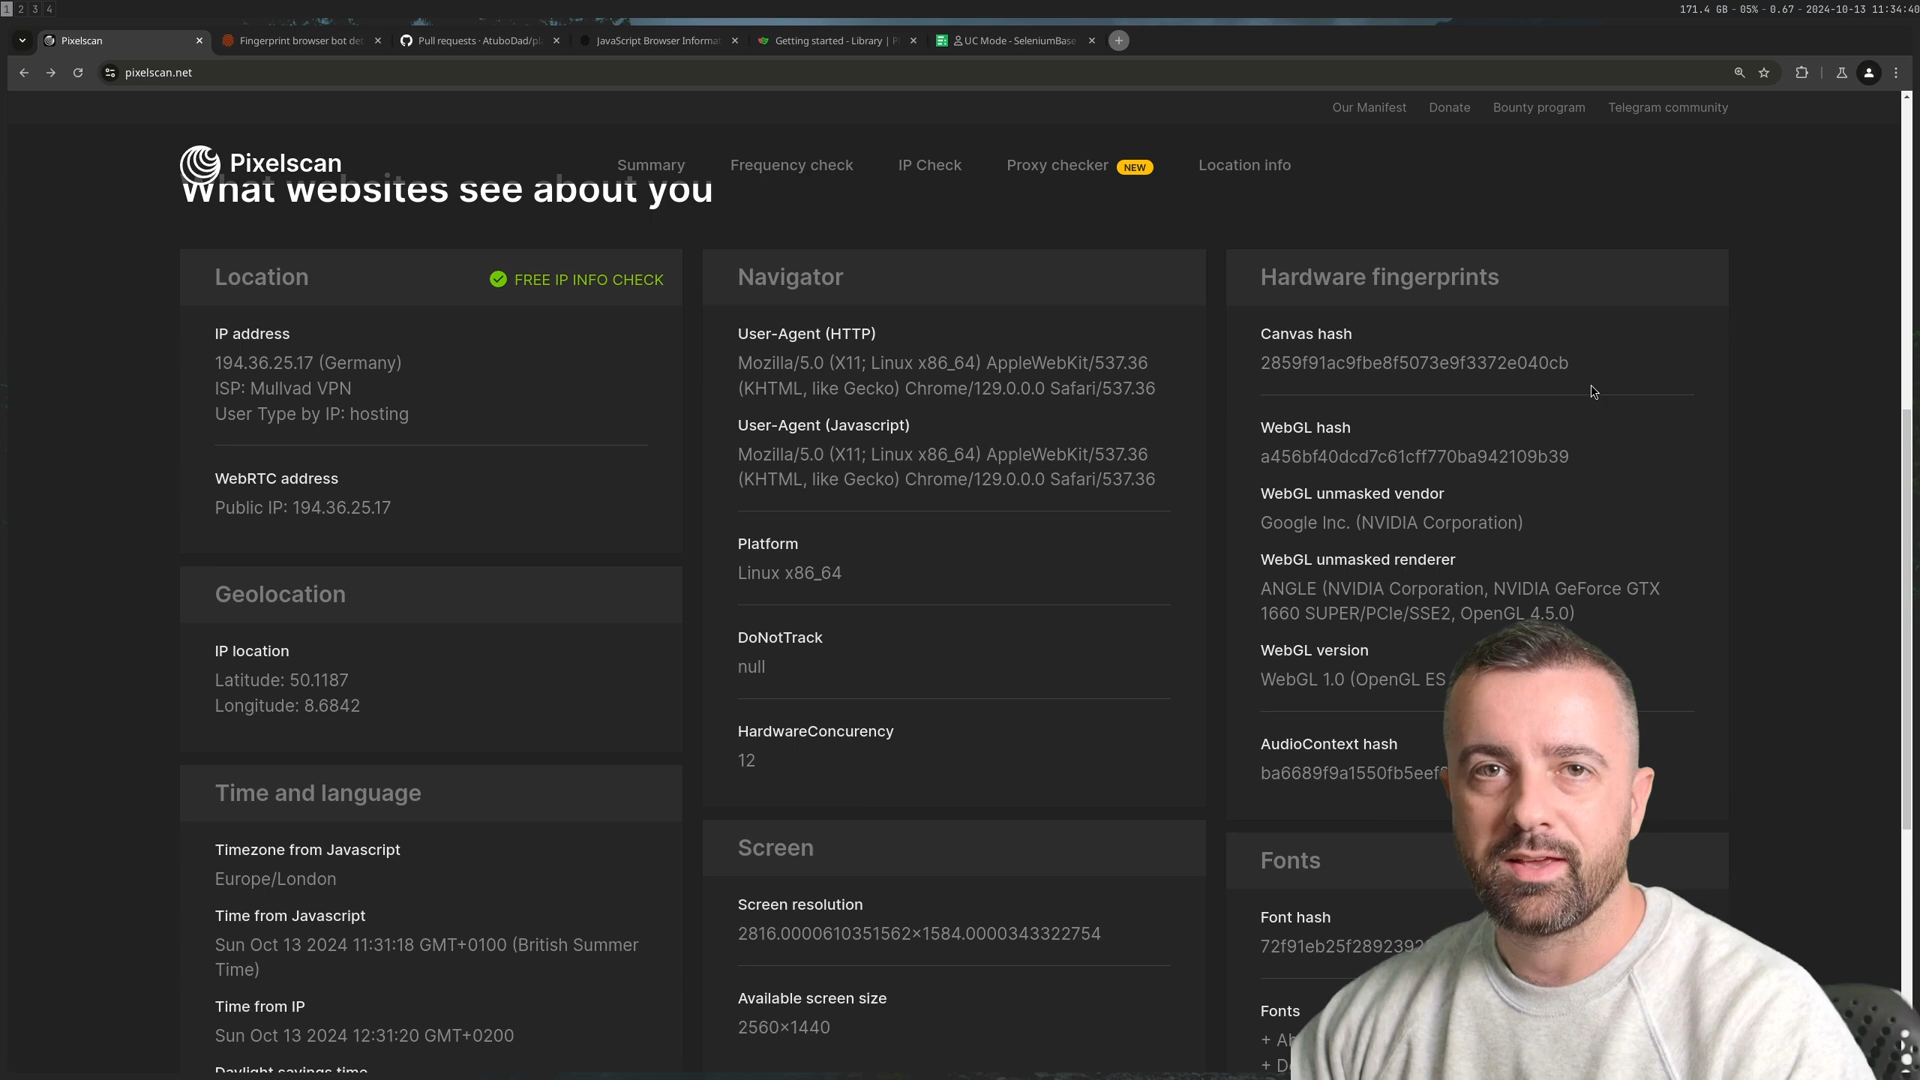 1 2 3 4
171.4 GB - 05% - 0.67 - 2024-10-13 11:34:40
Pixelscan
Fingerprint browser bot det
Pull requests · AtuboDad/pl
JavaScript Browser Informat
Getting started - Library | P
UC Mode - SeleniumBase
pixelscan.net
Our Manifest Donate Bounty program Telegram community
Pixelscan
Summary Frequency check IP Check Proxy checker NEW Location info
What websites see about you
Location
FREE IP INFO CHECK
IP address
194.36.25.17 (Germany)
ISP: Mullvad VPN
User Type by IP: hosting
WebRTC address
Public IP: 194.36.25.17
Geolocation
IP location
Latitude: 50.1187
Longitude: 8.6842
Time and language
Timezone from Javascript
Europe/London
Time from Javascript
Sun Oct 13 2024 11:31:18 GMT+0100 (British Summer
Time)
Time from IP
Sun Oct 13 2024 12:31:20 GMT+0200
Daylight savings time
Navigator
User-Agent (HTTP)
Mozilla/5.0 (X11; Linux x86_64) AppleWebKit/537.36
(KHTML, like Gecko) Chrome/129.0.0.0 Safari/537.36
User-Agent (Javascript)
Mozilla/5.0 (X11; Linux x86_64) AppleWebKit/537.36
(KHTML, like Gecko) Chrome/129.0.0.0 Safari/537.36
Platform
Linux x86_64
DoNotTrack
null
HardwareConcurency
12
Screen
Screen resolution
2816.0000610351562×1584.0000343322754
Available screen size
2560×1440
Hardware fingerprints
Canvas hash
2859f91ac9fbe8f5073e9f3372e040cb
WebGL hash
a456bf40dcd7c61cff770ba942109b39
WebGL unmasked vendor
Google Inc. (NVIDIA Corporation)
WebGL unmasked renderer
ANGLE (NVIDIA Corporation, NVIDIA GeForce GTX
1660 SUPER/PCIe/SSE2, OpenGL 4.5.0)
WebGL version
WebGL 1.0 (OpenGL ES
AudioContext hash
ba6689f9a1550fb5eef
Fonts
Font hash
72f91eb25f2892392
Fonts